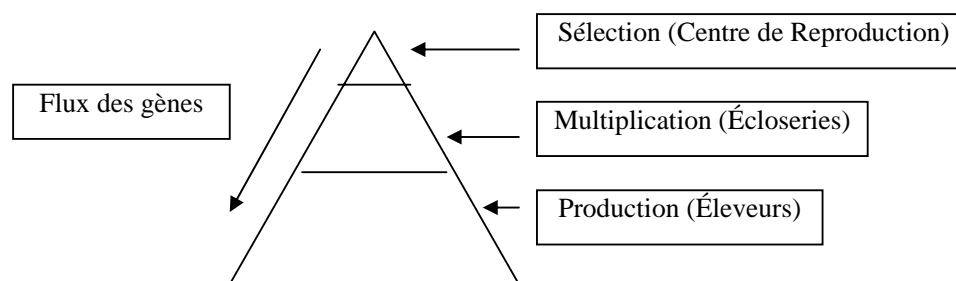 Sélection (Centre de Reproduction)
Flux des gènes
Multiplication (Écloseries)
Production (Éleveurs)